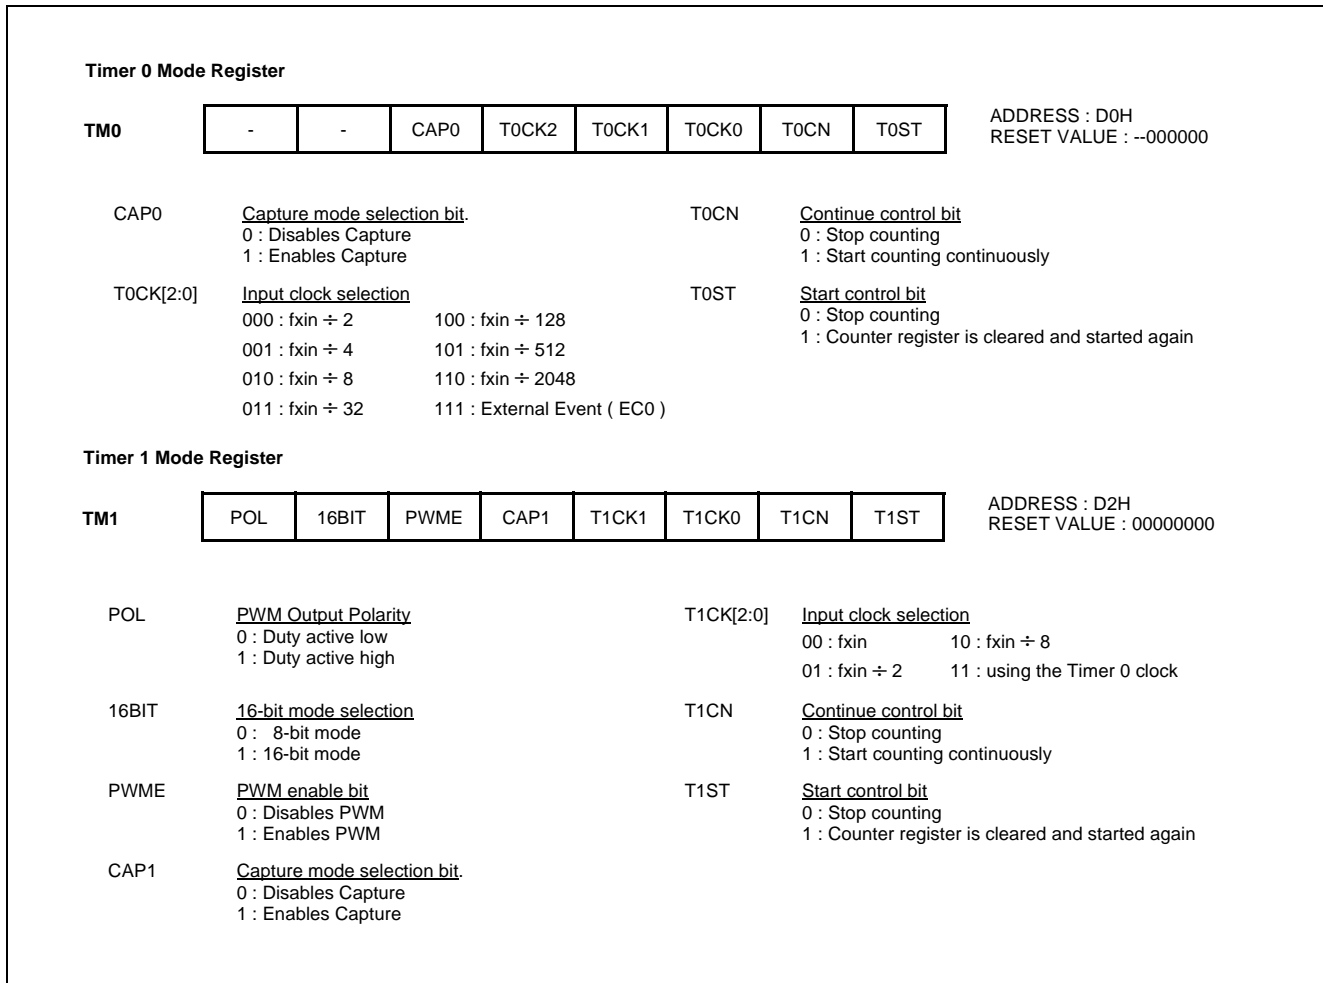 Timer 0 Mode Register
TM0 - - CAP0 T0CK2 T0CK1 T0CK0 T0CN T0ST
ADDRESS : D0H
RESET VALUE : --000000
CAP0 Capture mode selection bit.
0 : Disables Capture
1 : Enables Capture
T0CN Continue control bit
0 : Stop counting
1 : Start counting continuously
T0CK[2:0] Input clock selection
000 : fxin ÷ 2 100 : fxin ÷ 128
001 : fxin ÷ 4 101 : fxin ÷ 512
010 : fxin ÷ 8 110 : fxin ÷ 2048
011 : fxin ÷ 32 111 : External Event ( EC0 )
T0ST Start control bit
0 : Stop counting
1 : Counter register is cleared and started again
Timer 1 Mode Register
TM1 POL 16BIT PWME CAP1 T1CK1 T1CK0 T1CN T1ST
ADDRESS : D2H
RESET VALUE : 00000000
POL PWM Output Polarity
0 : Duty active low
1 : Duty active high
T1CK[2:0] Input clock selection
00 : fxin 10 : fxin ÷ 8
01 : fxin ÷ 2 11 : using the Timer 0 clock
16BIT 16-bit mode selection
0 : 8-bit mode
1 : 16-bit mode
T1CN Continue control bit
0 : Stop counting
1 : Start counting continuously
PWME PWM enable bit
0 : Disables PWM
1 : Enables PWM
T1ST Start control bit
0 : Stop counting
1 : Counter register is cleared and started again
CAP1 Capture mode selection bit.
0 : Disables Capture
1 : Enables Capture